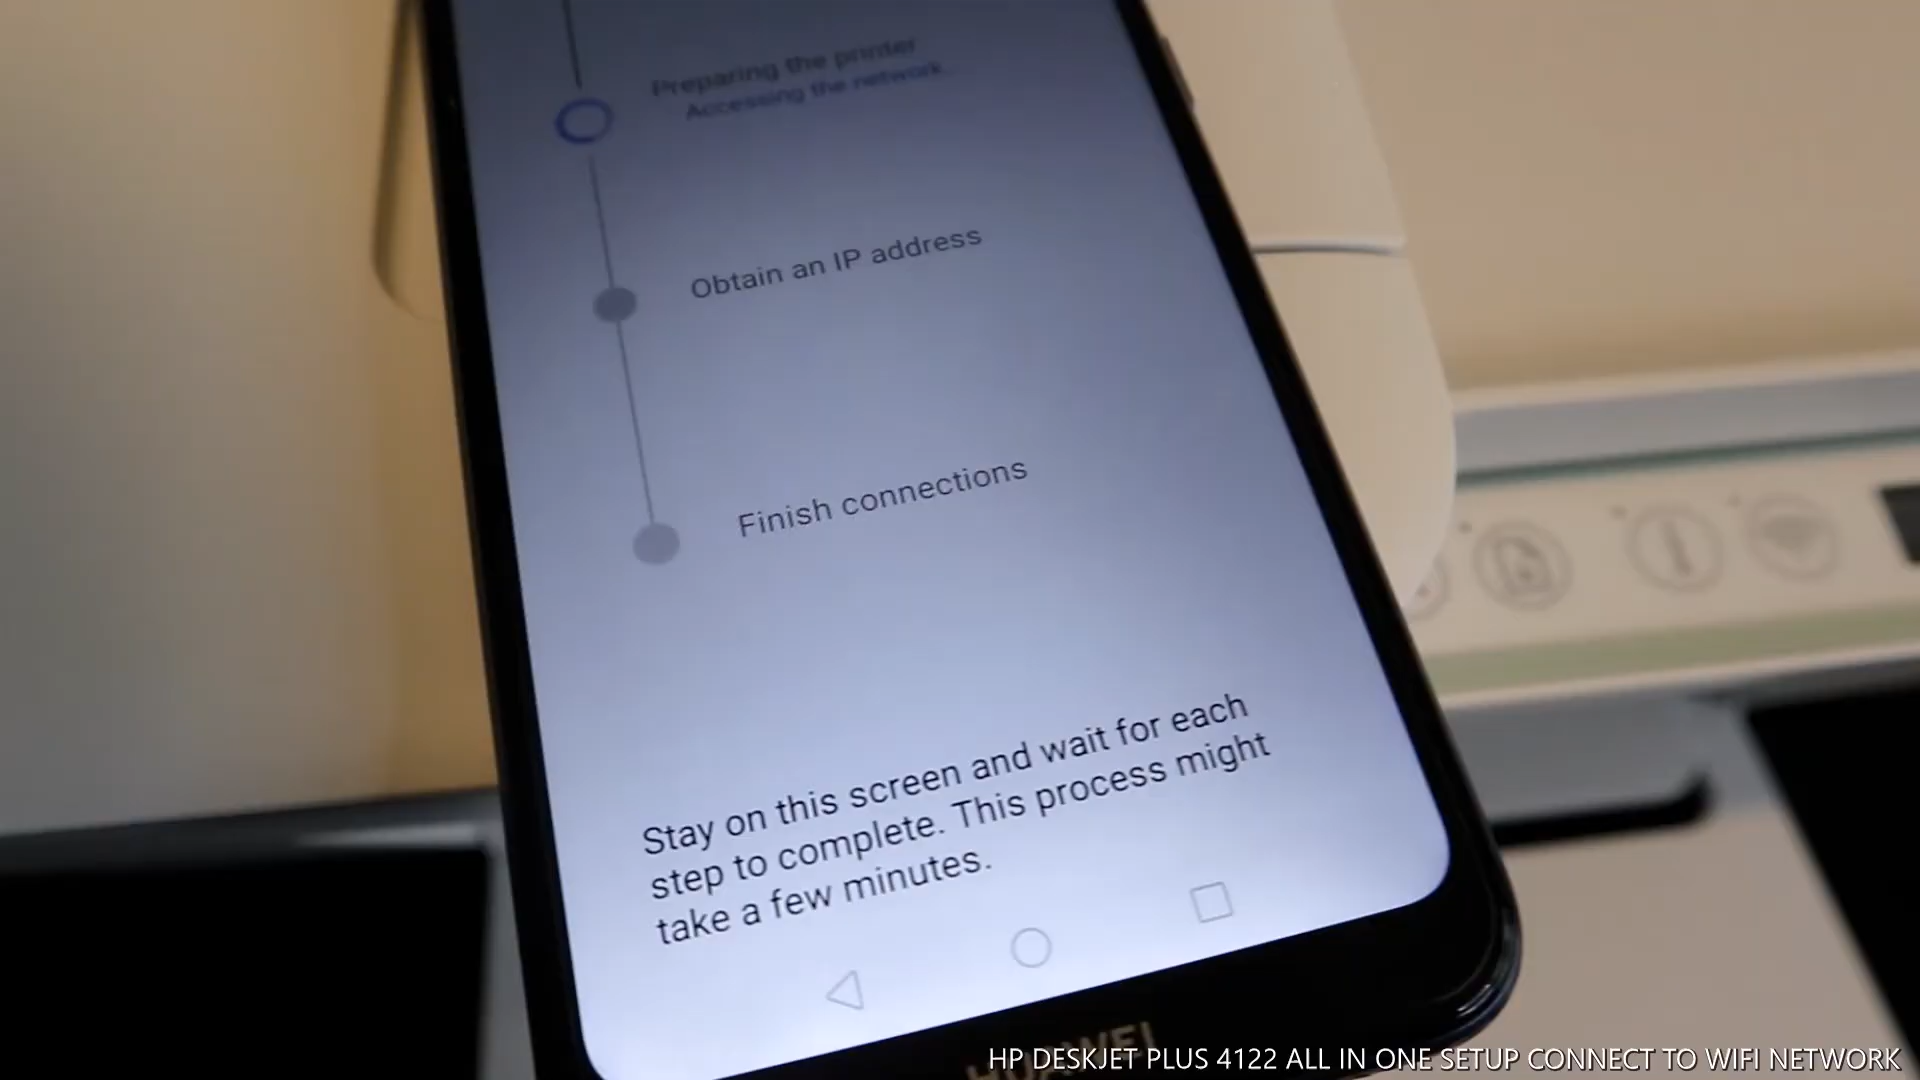 Preparing the printer
Accessing the network...
Obtain an IP address
Finish connections
Stay on this screen and wait for each
step to complete. This process might
take a few minutes.
HUAWEI
HP DESKJET PLUS 4122 ALL IN ONE SETUP CONNECT TO WIFI NETWORK